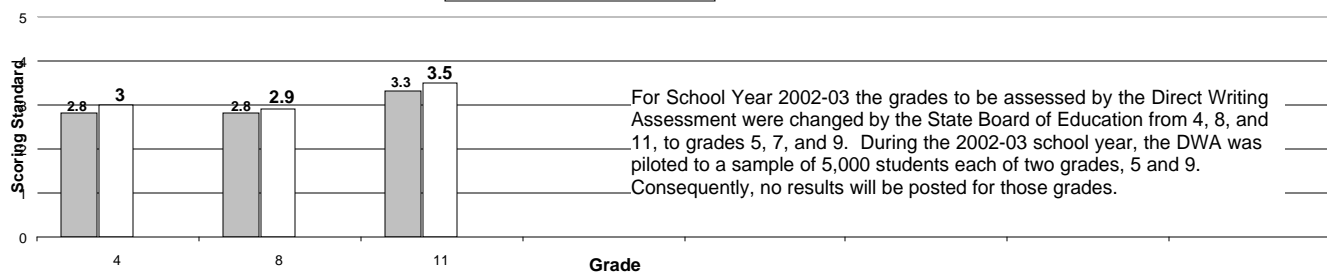 5
4
3
2
1
0
Scoring Standard
2.8
3
2.8
2.9
3.3
3.5
For School Year 2002-03 the grades to be assessed by the Direct Writing
Assessment were changed by the State Board of Education from 4, 8, and
11, to grades 5, 7, and 9. During the 2002-03 school year, the DWA was
piloted to a sample of 5,000 students each of two grades, 5 and 9.
Consequently, no results will be posted for those grades.
4
8
11
Grade